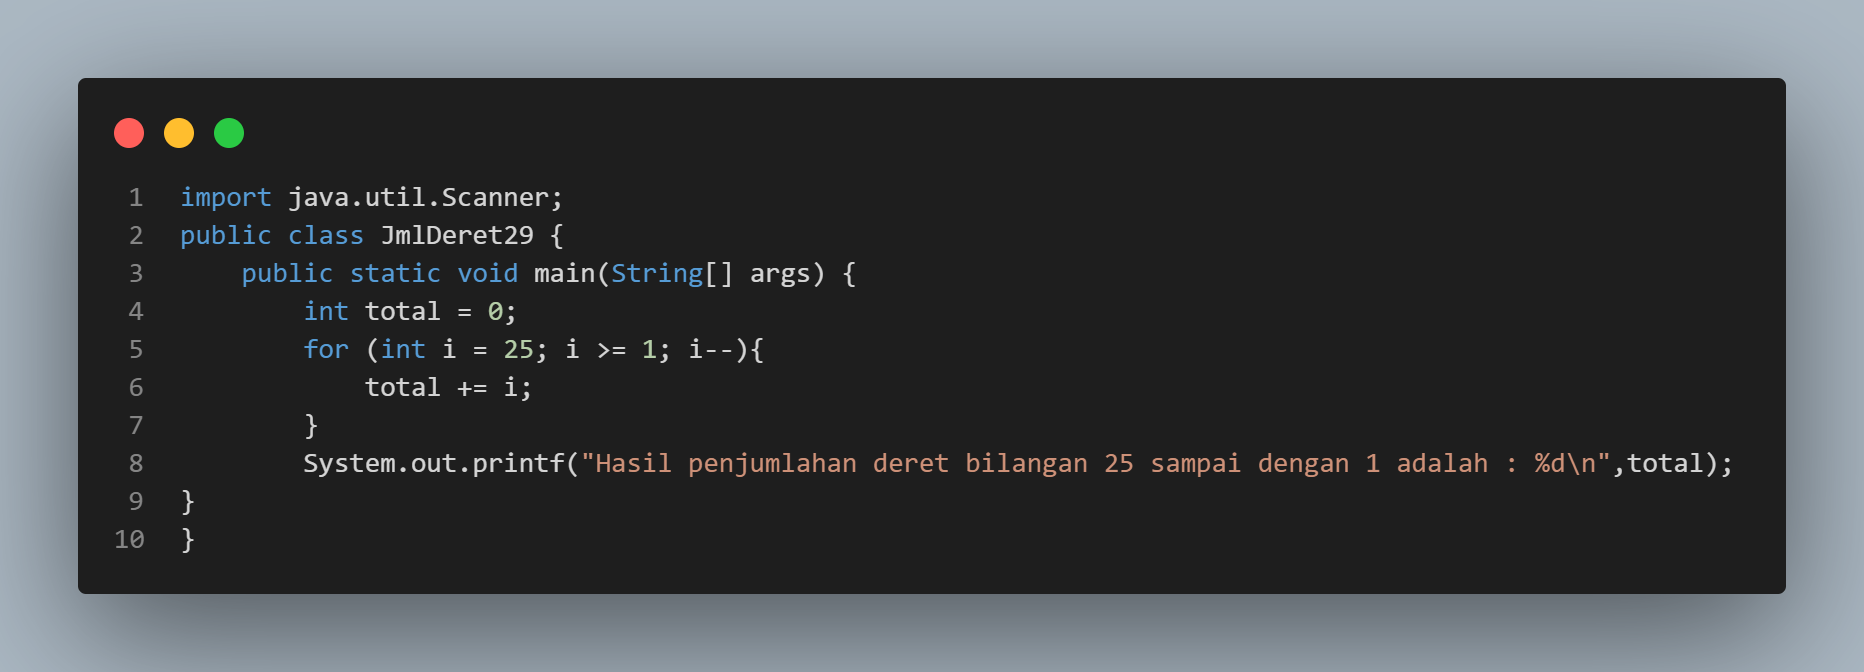 1 import java.util.Scanner;
2 public class JmlDeret29 {
3     public static void main(String[] args) {
4         int total = 0;
5         for (int i = 25; i >= 1; i--){
6             total += i;
7         }
8         System.out.printf("Hasil penjumlahan deret bilangan 25 sampai dengan 1 adalah : %d\n",total);
9 }
10 }